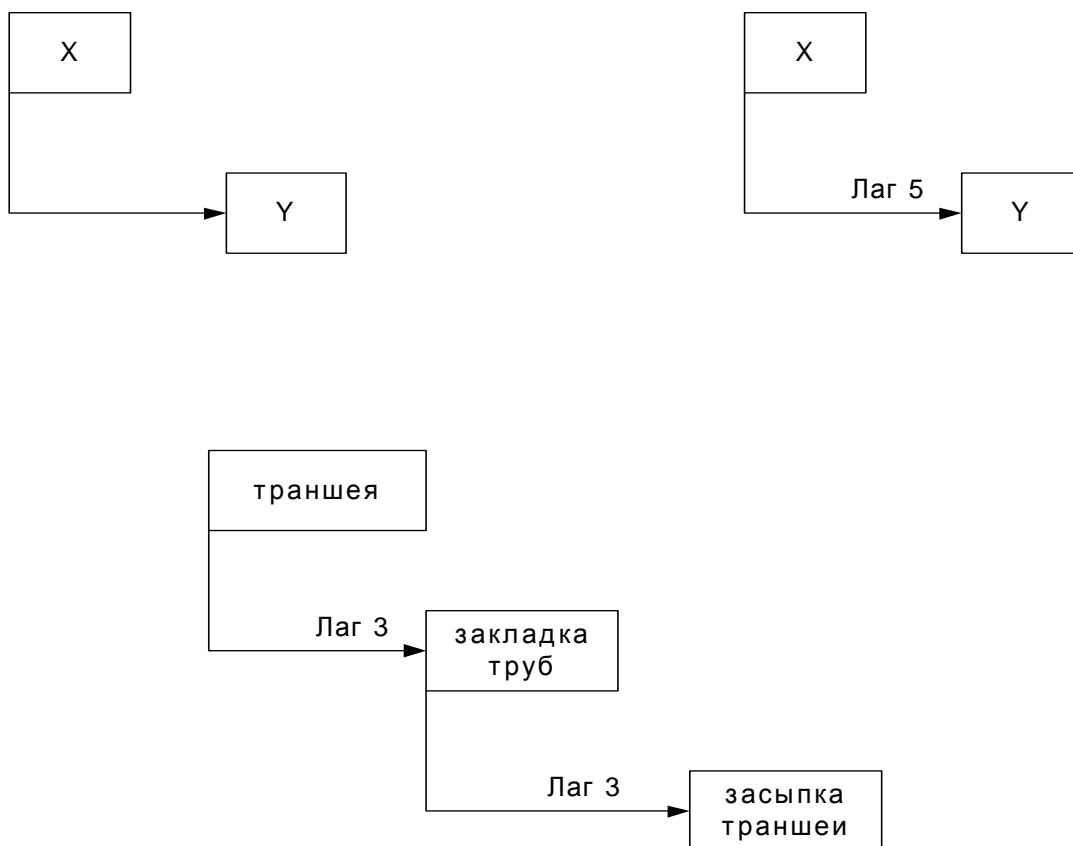 X
X
Y
Лаг 5
Y
траншея
Лаг 3
закладка
труб
Лаг 3
засыпка
траншеи